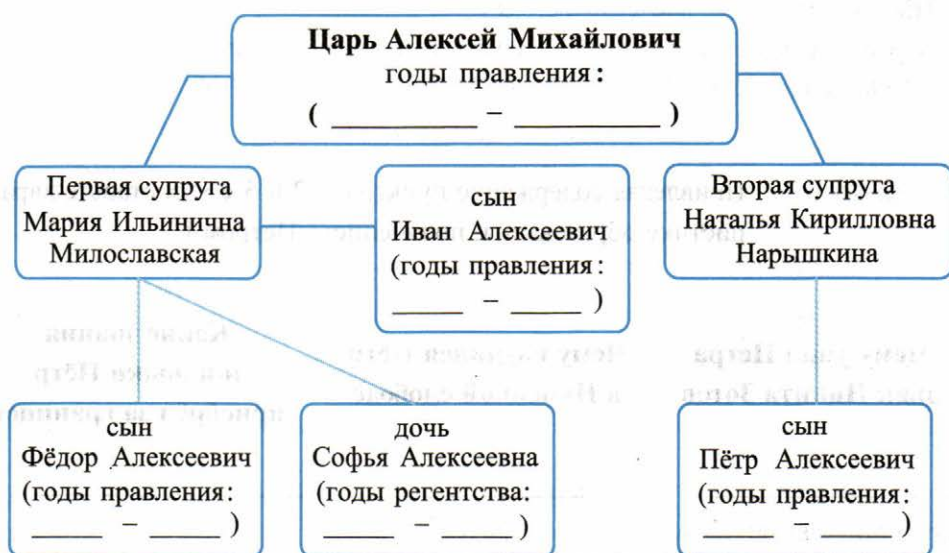 Царь Алексей Михайлович
годы правления:
( __________ – __________ )
Первая супруга
Мария Ильинична
Милославская
сын
Иван Алексеевич
(годы правления:
_____ – _____ )
Вторая супруга
Наталья Кирилловна
Нарышкина
сын
Фёдор Алексеевич
(годы правления:
_____ – _____ )
дочь
Софья Алексеевна
(годы регентства:
_____ – _____ )
сын
Пётр Алексеевич
(годы правления:
_____ – _____ )